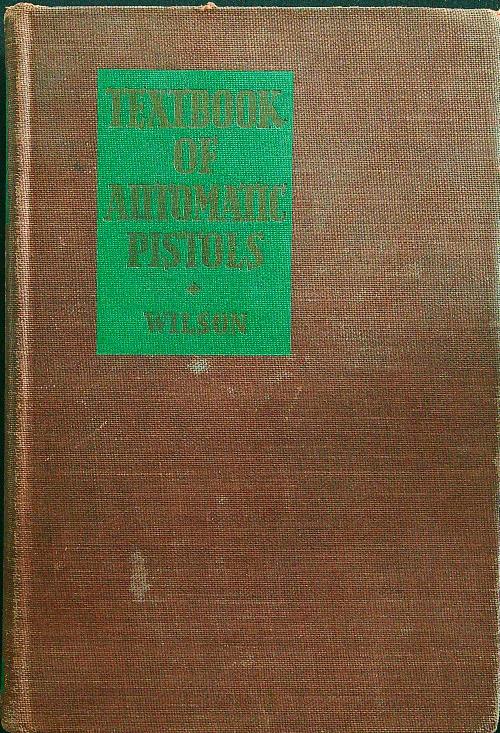 TEXTBOOK
OF
AUTOMATIC
PISTOLS
WILSON